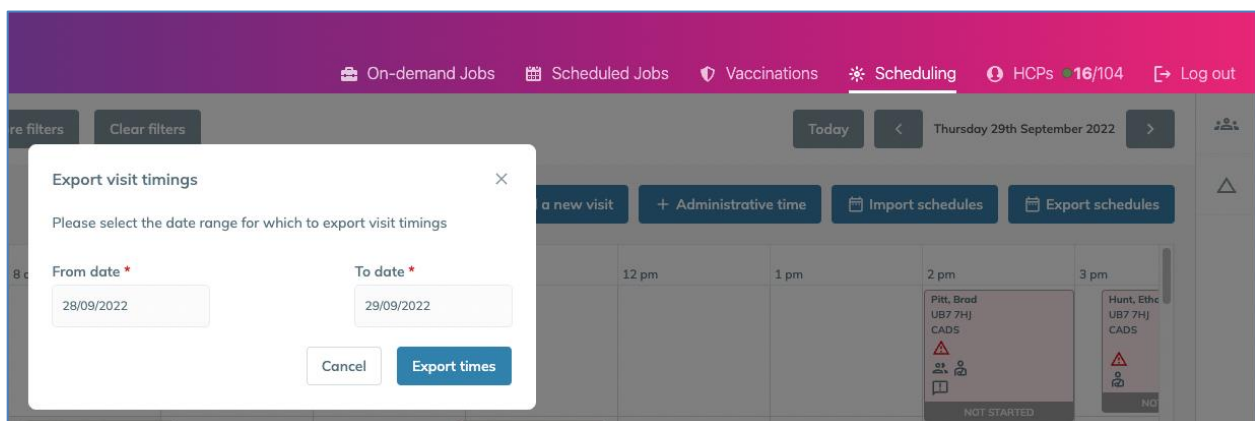 On-demand Jobs Scheduled Jobs Vaccinations Scheduling HCPs 16/104 Log out
re filters Clear filters Today < Thursday 29th September 2022 >
Export visit timings
a new visit + Administrative time Import schedules Export schedules
Please select the date range for which to export visit timings
8 12 pm 1 pm 2 pm 3 pm
From date * To date *
28/09/2022 29/09/2022
Cancel Export times
Pitt, Brad
UB7 7HJ
CADS
NOT STARTED
Hunt, Etha
UB7 7HJ
CADS
NO